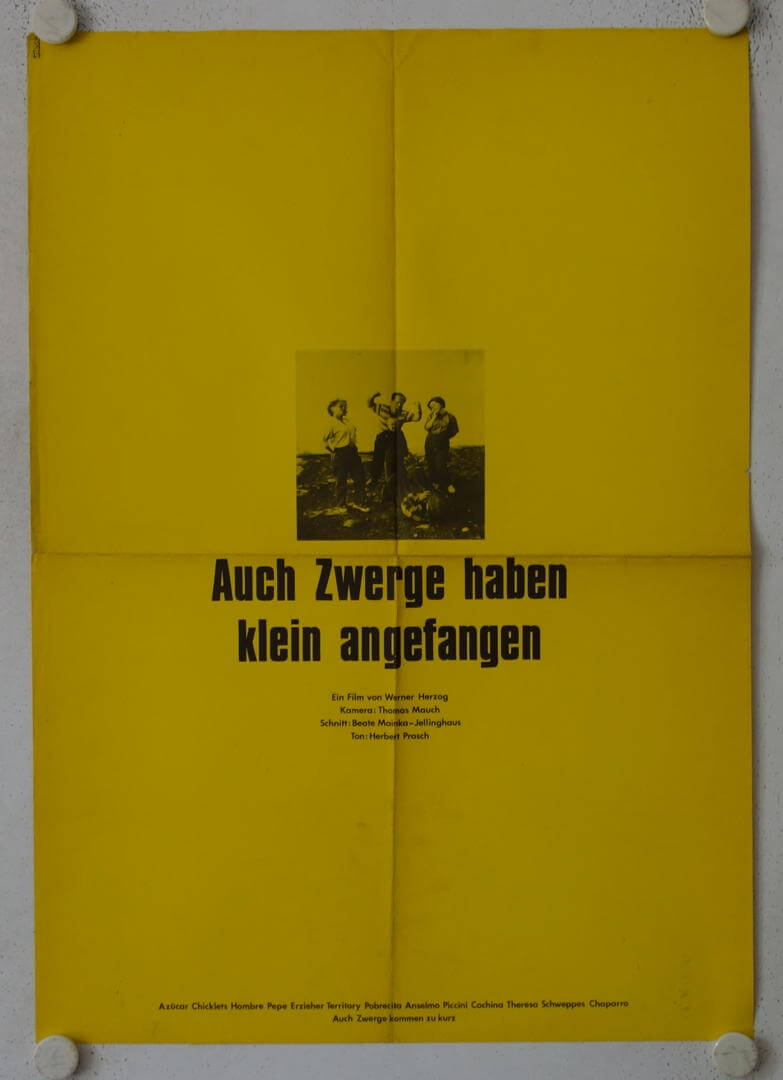 Auch Zwerge haben
klein angefangen
Ein Film von Werner Herzog
Kamera: Thomas Mauch
Schnitt: Beate Mainka-Jellinghaus
Ton: Herbert Prasch
Azúcar Chicklets Hombre Pepe Erzieher Territory Pobrecita Anselmo Piccini Cochina Theresa Schweppes Chaparro
Auch Zwerge kommen zu kurz